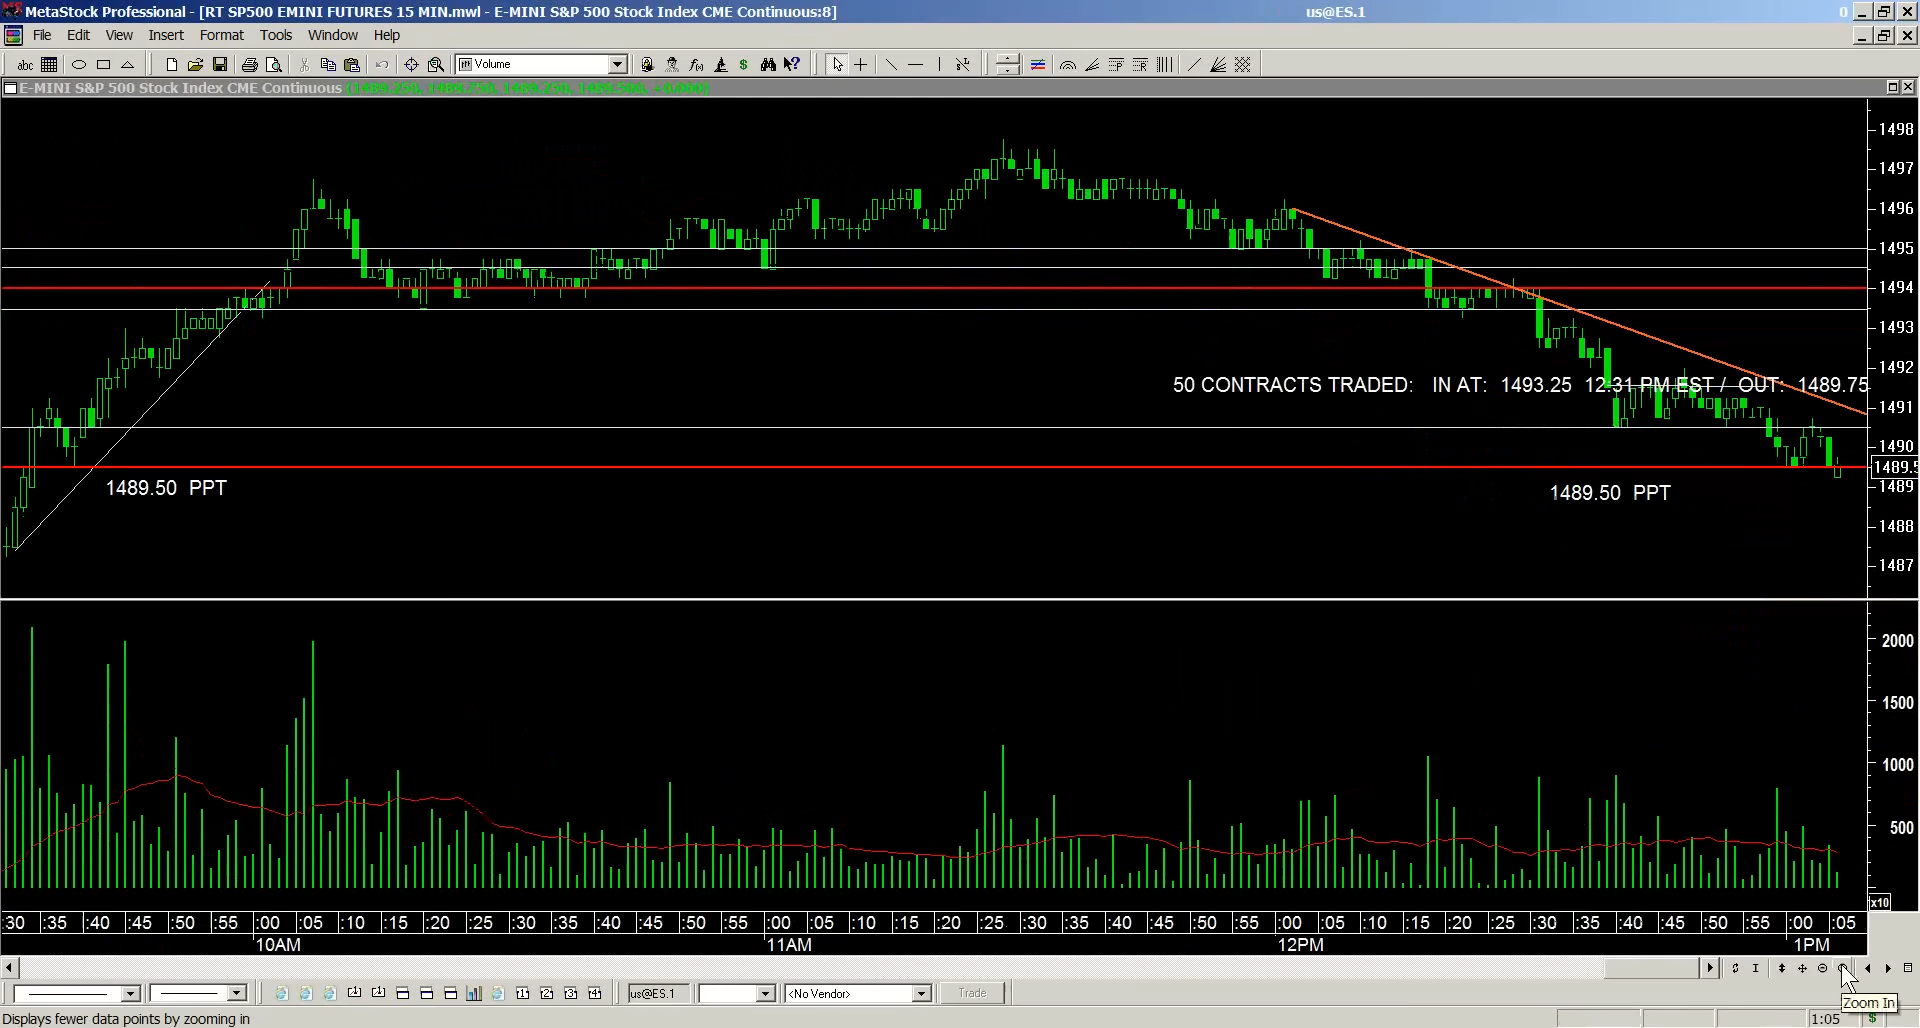 MetaStock Professional - [RT SP500 EMINI FUTURES 15 MIN.mwl - E-MINI S&P 500 Stock Index CME Continuous:8]
us@ES.1
0
File Edit View Insert Format Tools Window Help
abc
Volume
E-MINI S&P 500 Stock Index CME Continuous
1498
1497
1496
1495
1494
1493
1492
50 CONTRACTS TRADED: IN AT: 1493.25 12:31 PM EST / OUT: 1489.75
1491
1490
1489.5
1489.50 PPT
1489.50 PPT
1489
1488
1487
2000
1500
1000
500
x10
:30 :35 :40 :45 :50 :55 :00 :05 :10 :15 :20 :25 :30 :35 :40 :45 :50 :55 :00 :05 :10 :15 :20 :25 :30 :35 :40 :45 :50 :55 :00 :05 :10 :15 :20 :25 :30 :35 :40 :45 :50 :55 :00 :05
10AM 11AM 12PM 1PM
us@ES.1
<No Vendor>
Trade
Zoom In
Displays fewer data points by zooming in
1:05